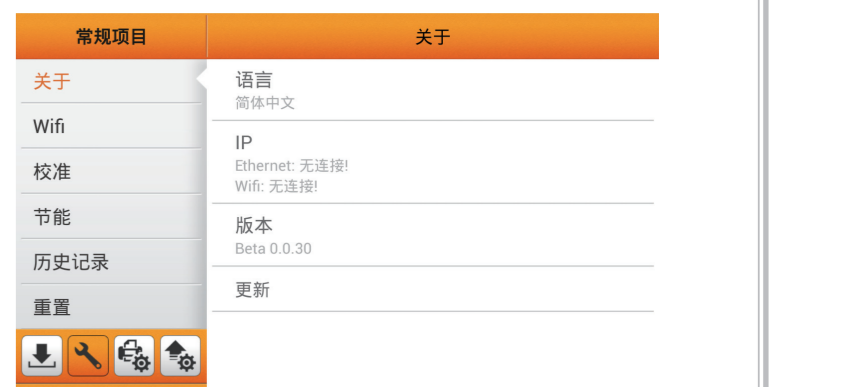 常规项目
关于
关于
Wifi
校准
节能
历史记录
重置
语言
简体中文
IP
Ethernet: 无连接!
Wifi: 无连接!
版本
Beta 0.0.30
更新